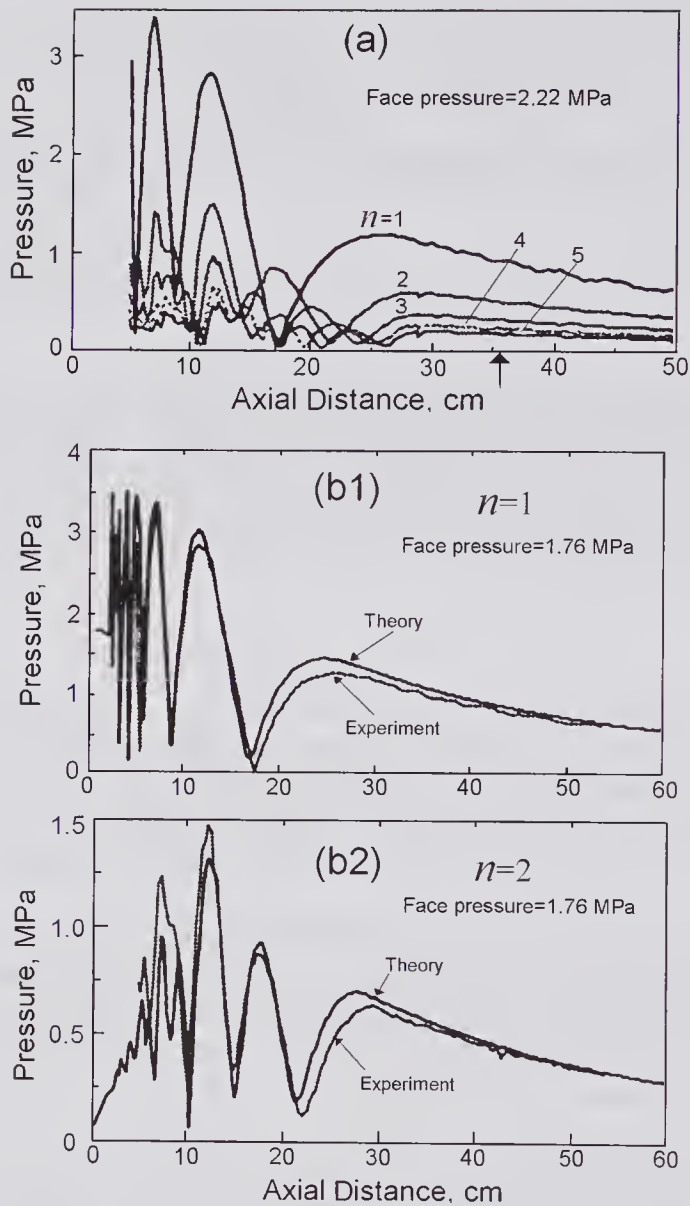 (a)
Face pressure=2.22 MPa
Pressure, MPa
3
2
1
0
n=1
2
3
4
5
0
10
20
30
40
50
Axial Distance, cm
(b1)
n=1
Face pressure=1.76 MPa
Pressure, MPa
4
3
2
1
0
Theory
Experiment
0
10
20
30
40
50
60
(b2)
n=2
Face pressure=1.76 MPa
Pressure, MPa
1.5
1.0
0.5
0
Theory
Experiment
0
10
20
30
40
50
60
Axial Distance, cm